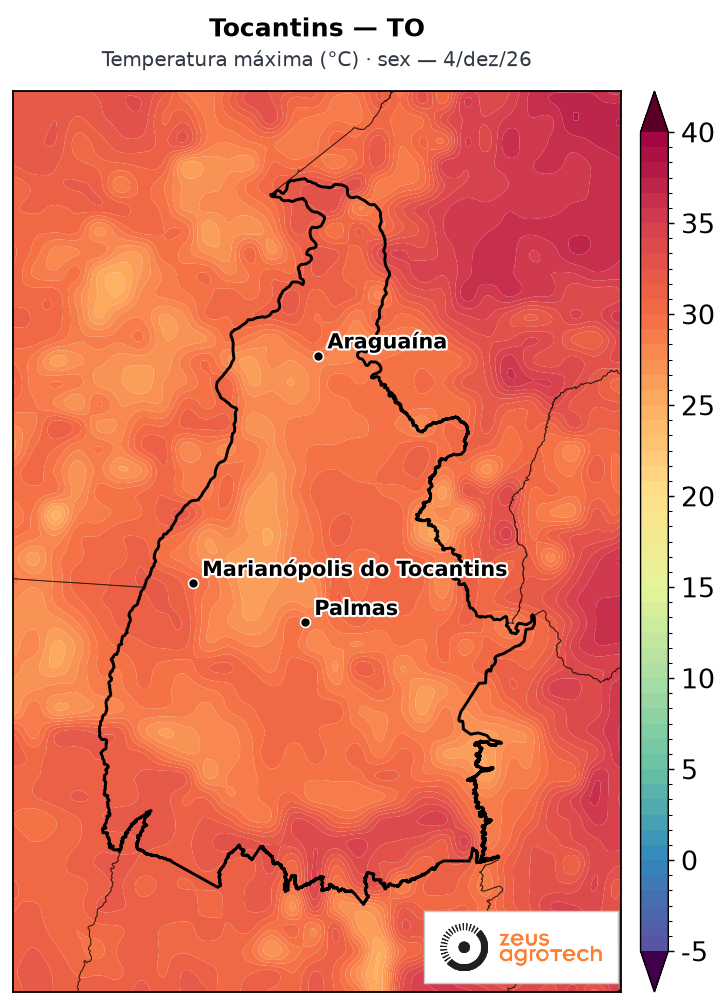 Tocantins — TO
Temperatura máxima (°C) · sex — 4/dez/26
40
35
30
25
20
15
10
5
0
-5
Araguaína
Marianópolis do Tocantins
Palmas
zeus
agrotech